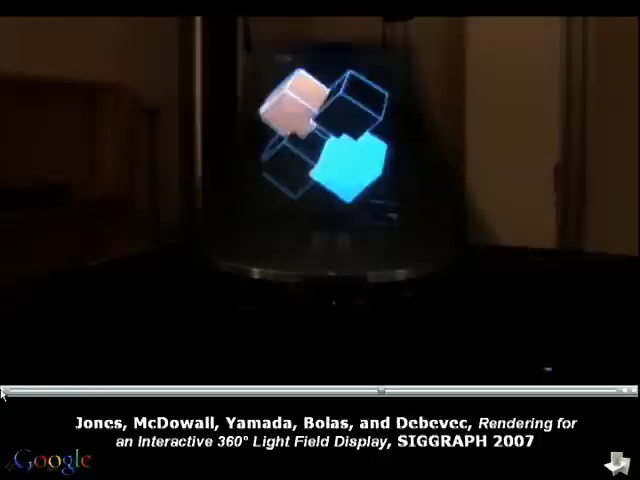 Jones, McDowall, Yamada, Bolas, and Debevec, Rendering for
an Interactive 360° Light Field Display, SIGGRAPH 2007
Google